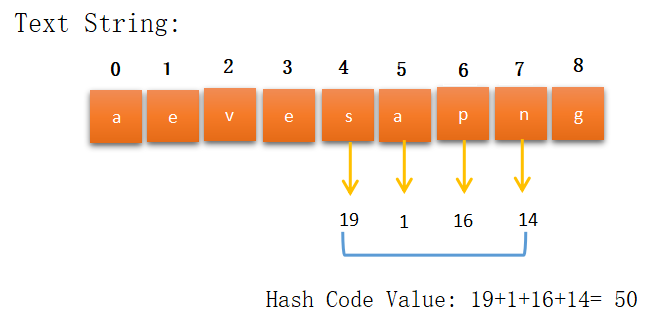 Text String:
0 1 2 3 4 5 6 7 8
a e v e s a p n g
19 1 16 14
Hash Code Value: 19+1+16+14= 50